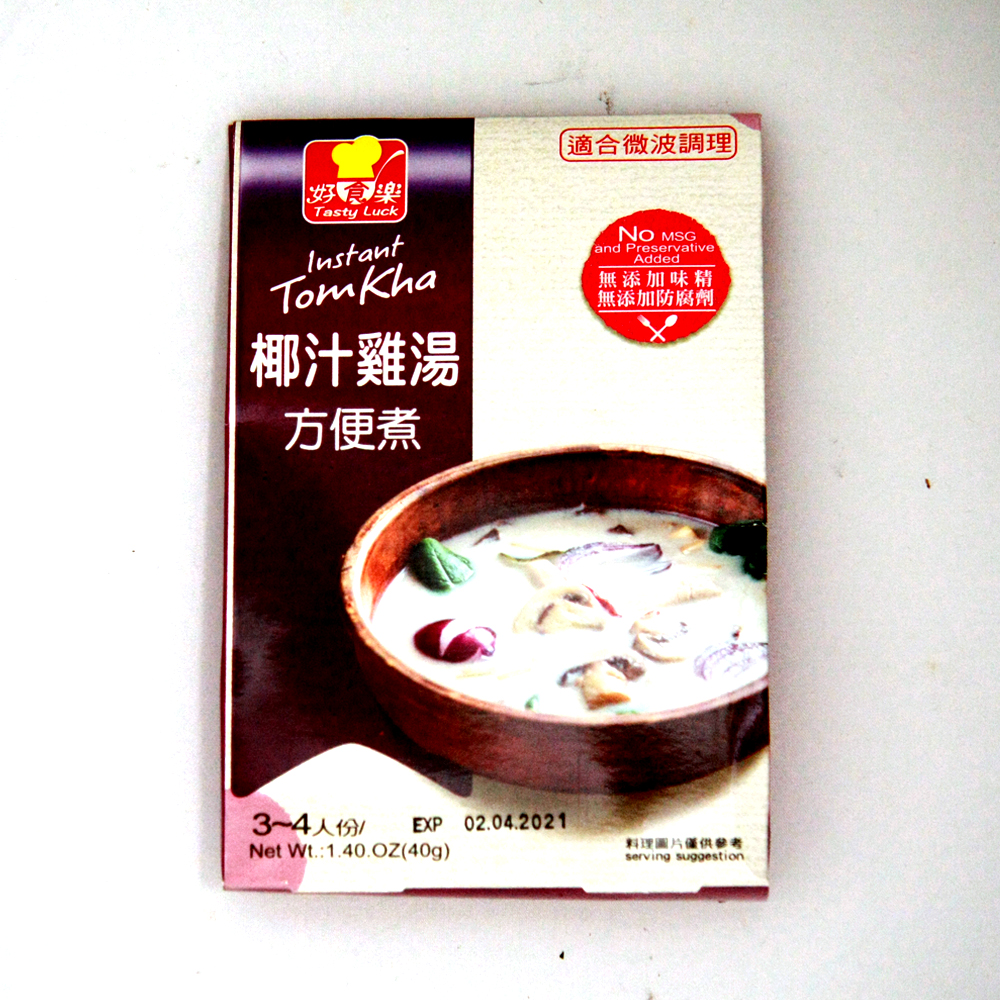 適合微波調理
好食楽
Tasty Luck
Instant
Tom Kha
椰汁雞湯
方便煮
No MSG
and Preservative
Added
無添加味精
無添加防腐劑
3~4人份/
EXP 02.04.2021
Net Wt.:1.40.OZ(40g)
料理圖片僅供參考
serving suggestion